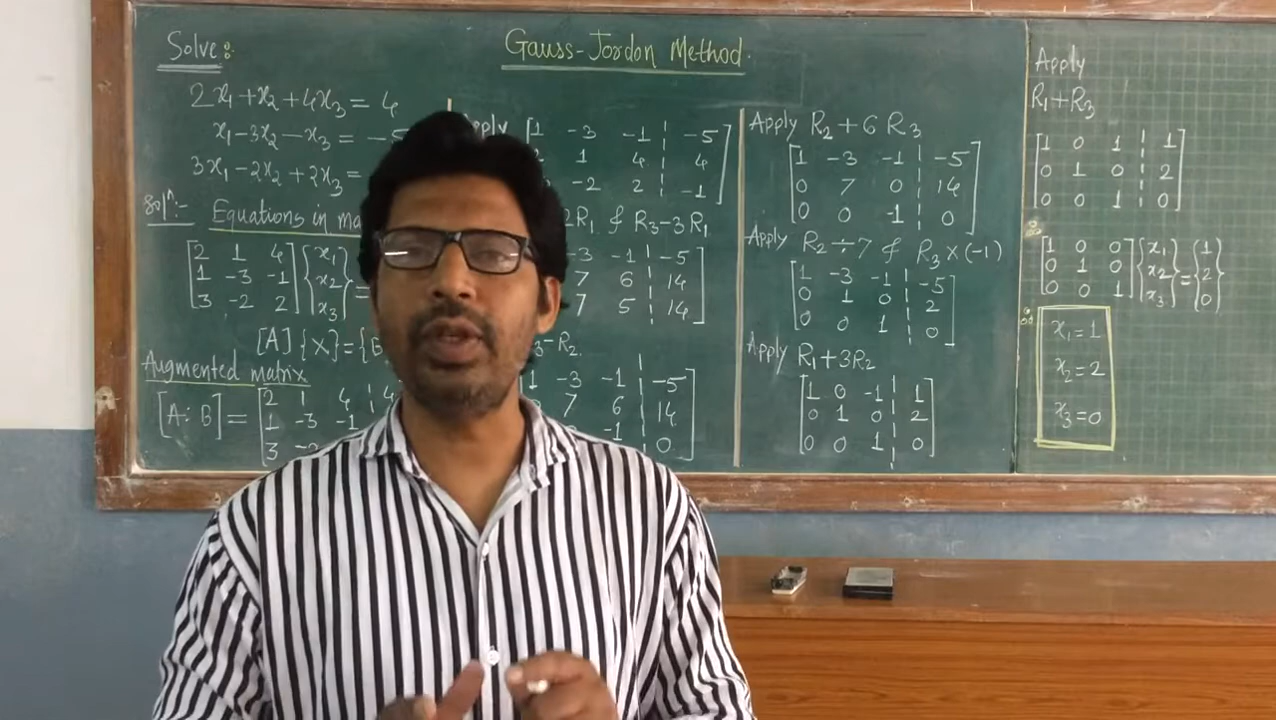 Gauss-Jordon Method.
Solve:
2x₁ + x₂ + 4x₃ = 4
x₁ - 3x₂ - x₃ = -5
3x₁ - 2x₂ + 2x₃ =
Solⁿ:- Equations in
2 1 4 x₁
1 -3 -1 x₂
3 -2 2 x₃ =
[A] {X} = {
Augmented matrix
[A: B] =
2 1 4 4
1 -3 -1
3
1 -3 -1 -5
1 4 4
-2 2 -1
2R₁ & R₃-3R₁
-3 -1 -5
7 6 14
7 5 14
-R₂.
1 -3 -1 -5
7 6 14
-1 0
Apply R₂ + 6 R₃
1 -3 -1 -5
0 7 0 14
0 0 -1 0
Apply R₂ ÷ 7 & R₃ × (-1)
1 -3 -1 -5
0 1 0 2
0 0 1 0
Apply R₁ + 3R₂
1 0 -1 1
0 1 0 2
0 0 1 0
Apply
R₁ + R₃
1 0 1 1
0 1 0 2
0 0 1 0
∴
1 0 0 x₁ 1
0 1 0 x₂ = 2
0 0 1 x₃ 0
∴ x₁ = 1
x₂ = 2
x₃ = 0